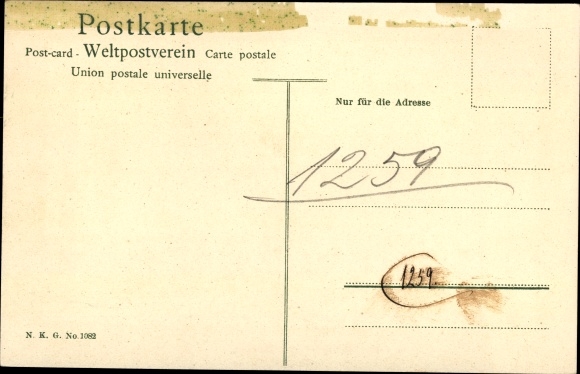 Postkarte
Post-card - Weltpostverein Carte postale
Union postale universelle
Nur für die Adresse
1259
1259.
N. K. G. No. 1082